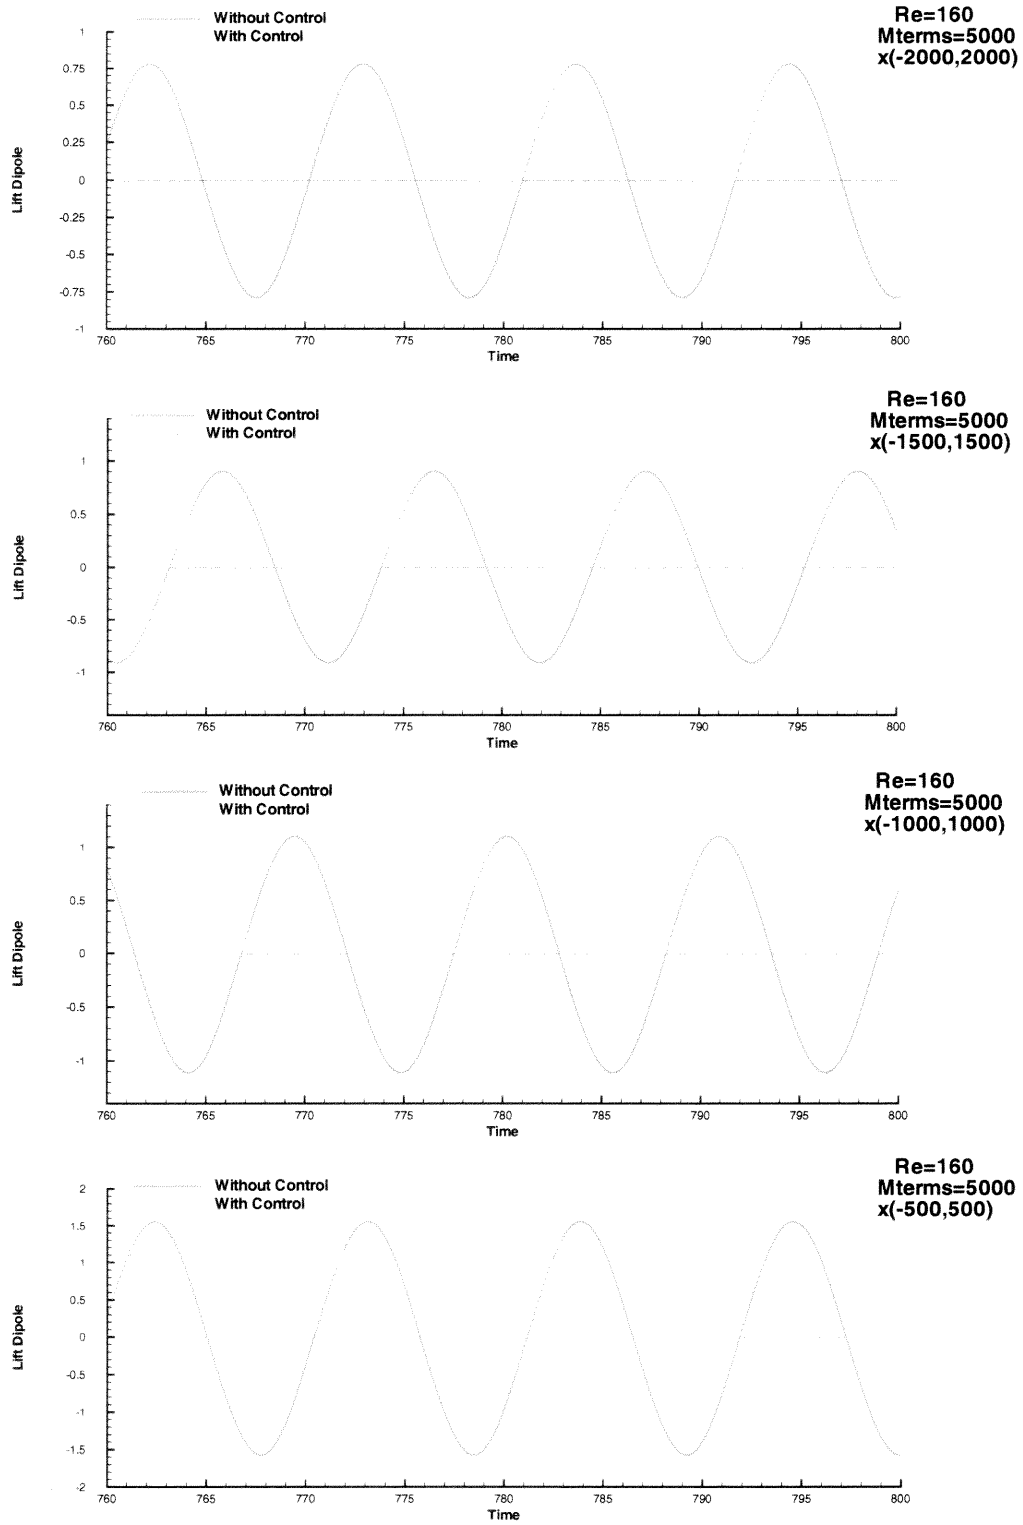 Without Control
With Control
Re=160
Mterms=5000
x(-2000,2000)
1
0.75
0.5
0.25
0
-0.25
-0.5
-0.75
-1
Lift Dipole
760 765 770 775 780 785 790 795 800
Time
Without Control
With Control
Re=160
Mterms=5000
x(-1500,1500)
1
0.5
0
-0.5
-1
Lift Dipole
760 765 770 775 780 785 790 795 800
Time
Without Control
With Control
Re=160
Mterms=5000
x(-1000,1000)
1
0.5
0
-0.5
-1
Lift Dipole
760 765 770 775 780 785 790 795 800
Time
Without Control
With Control
Re=160
Mterms=5000
x(-500,500)
2
1.5
1
0.5
0
-0.5
-1
-1.5
-2
Lift Dipole
760 765 770 775 780 785 790 795 800
Time